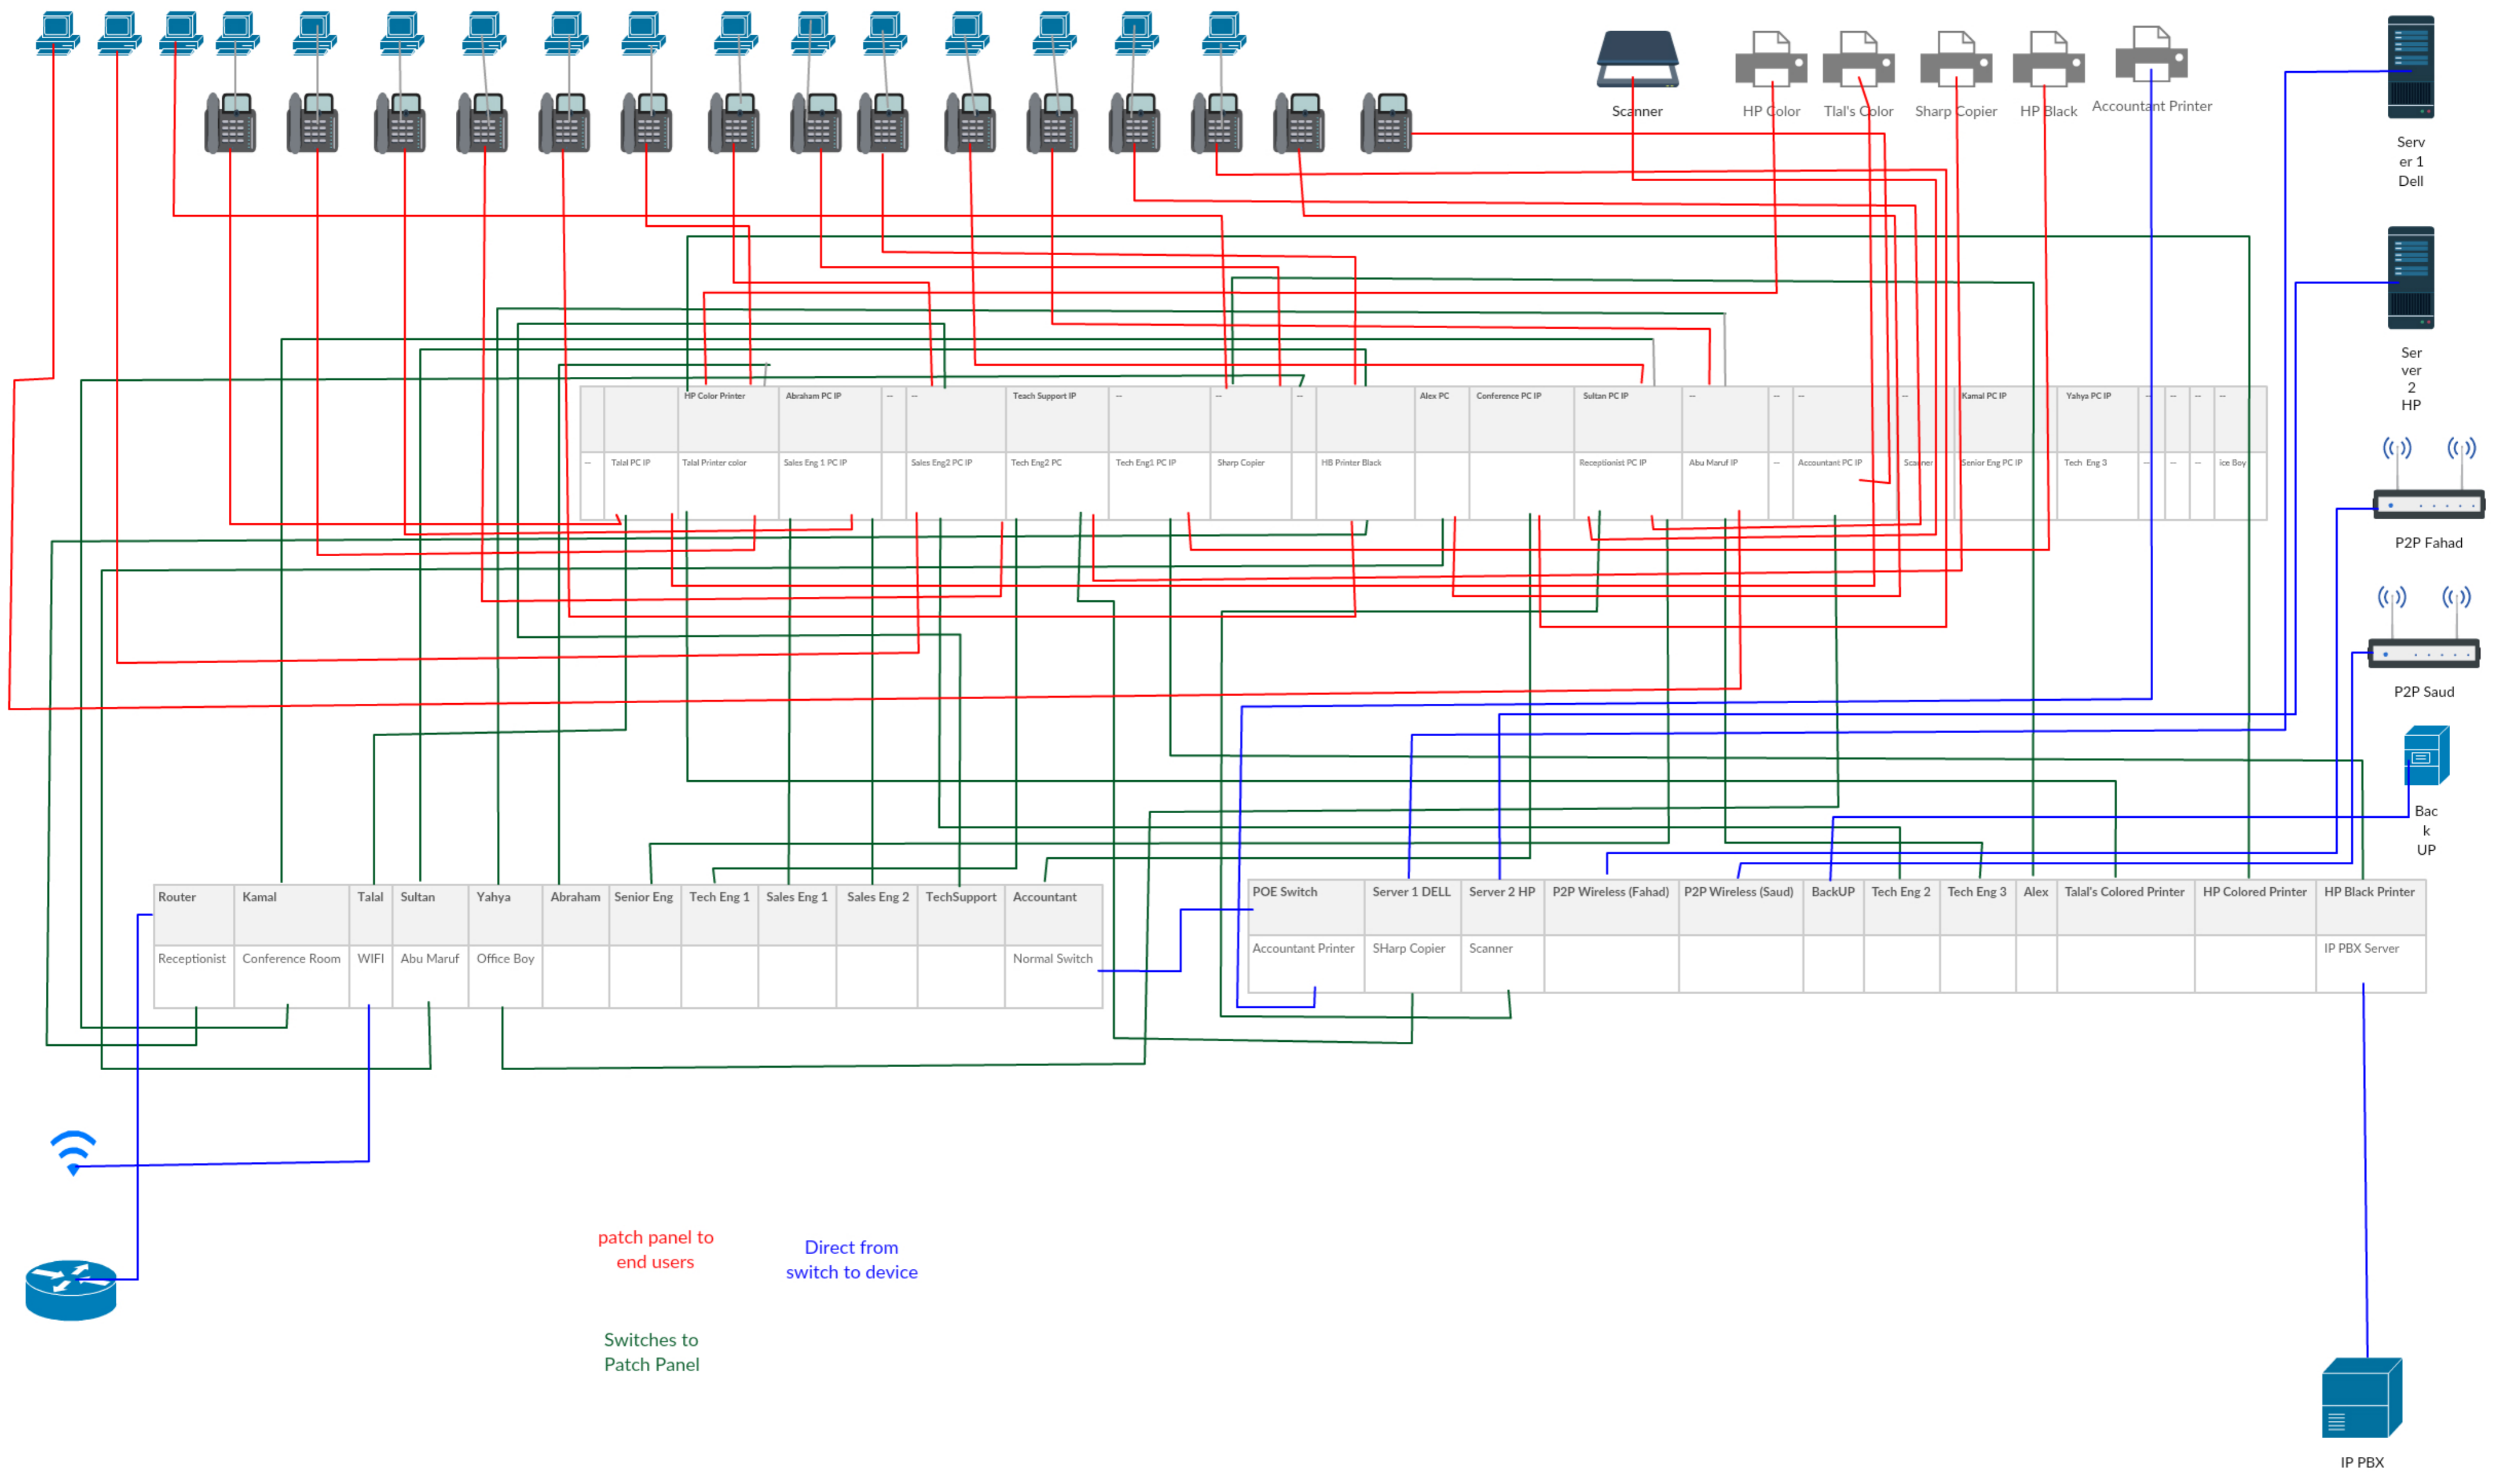 Scanner
HP Color
Tlal's Color
Sharp Copier
HP Black
Accountant Printer
Serv
er 1
Dell
Ser
ver
2
HP
HP Color Printer
Abraham PC IP
--
--
Teach Support IP
--
--
--
Alex PC
Conference PC IP
Sultan PC IP
--
--
--
--
Kamal PC IP
Yahya PC IP
--
--
--
--
--
Talal PC IP
Talal Printer color
Sales Eng 1 PC IP
Sales Eng2 PC IP
Tech Eng2 PC
Tech Eng1 PC IP
Sharp Copier
HB Printer Black
Receptionist PC IP
Abu Maruf IP
--
Accountant PC IP
Scanner
Senior Eng PC IP
Tech Eng 3
--
--
--
ice Boy
P2P Fahad
P2P Saud
Bac
k
UP
Router
Kamal
Talal
Sultan
Yahya
Abraham
Senior Eng
Tech Eng 1
Sales Eng 1
Sales Eng 2
TechSupport
Accountant
Receptionist
Conference Room
WIFI
Abu Maruf
Office Boy
Normal Switch
POE Switch
Server 1 DELL
Server 2 HP
P2P Wireless (Fahad)
P2P Wireless (Saud)
BackUP
Tech Eng 2
Tech Eng 3
Alex
Talal's Colored Printer
HP Colored Printer
HP Black Printer
Accountant Printer
SHarp Copier
Scanner
IP PBX Server
patch panel to
end users
Direct from
switch to device
Switches to
Patch Panel
IP PBX